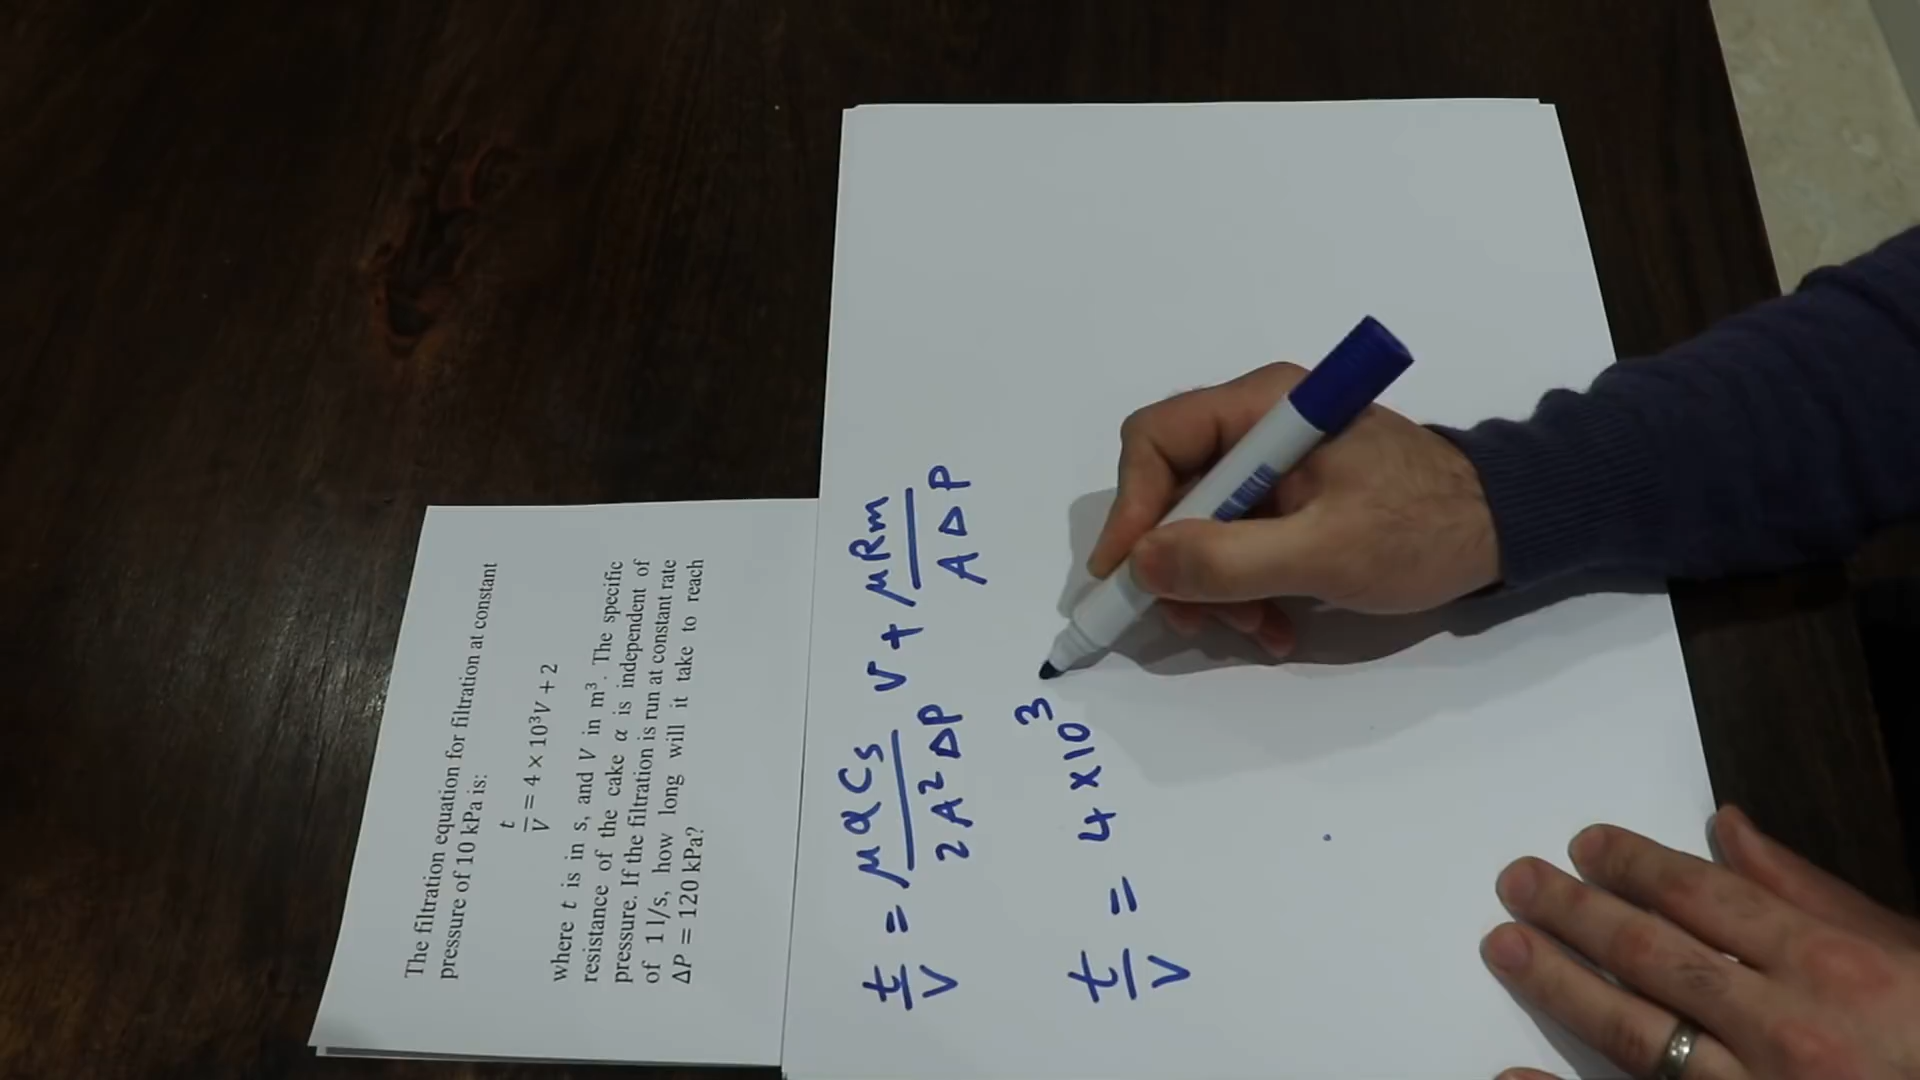 The filtration equation for filtration at constant
pressure of 10 kPa is:
t/V = 4 × 10³V + 2
where t is in s, and V in m³. The specific
resistance of the cake α is independent of
pressure. If the filtration is run at constant rate
of 1 l/s, how long will it take to reach
ΔP = 120 kPa?
t/V = μαCs/2A²ΔP V + μRm/AΔP
t/V = 4×10³